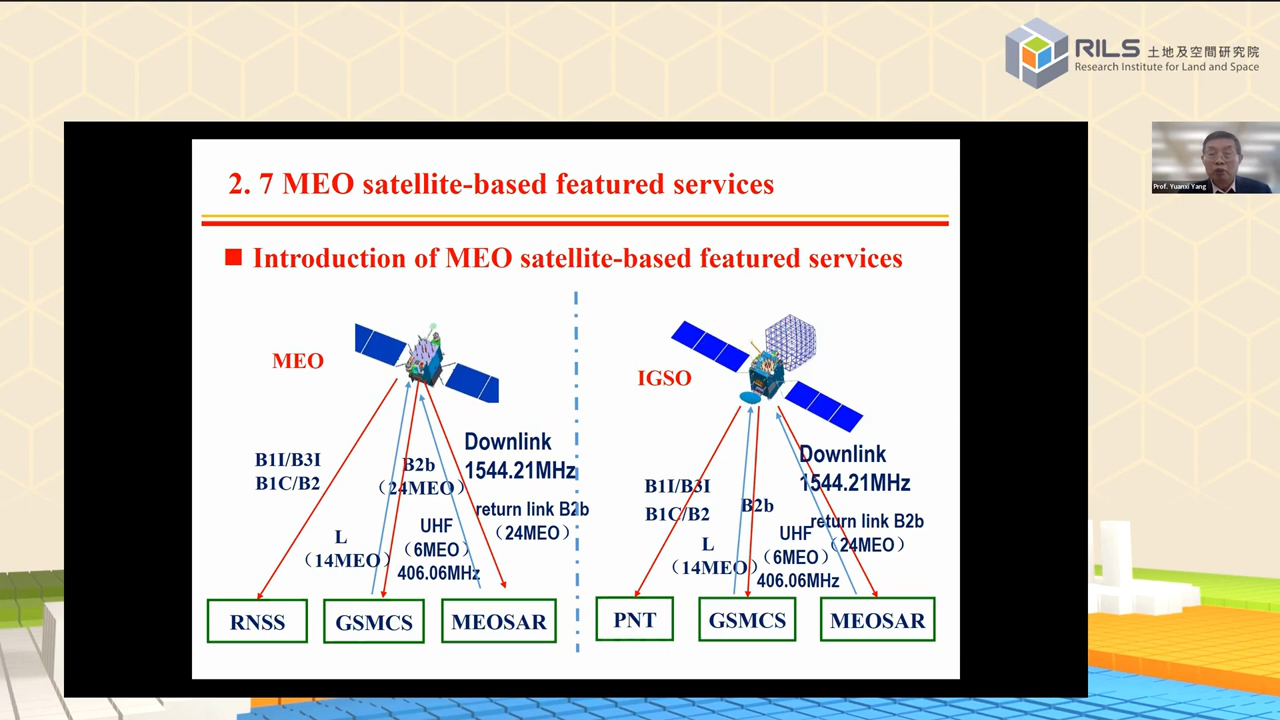 RILS 土地及空間研究院
Research Institute for Land and Space
Prof. Yuanxi Yang
2. 7 MEO satellite-based featured services
■ Introduction of MEO satellite-based featured services
MEO
B1I/B3I
B1C/B2
L
（14MEO）
B2b
（24MEO）
UHF
（6MEO）
406.06MHz
Downlink
1544.21MHz
return link B2b
（24MEO）
RNSS
GSMCS
MEOSAR
IGSO
B1I/B3I
B1C/B2
L
（14MEO）
B2b
UHF
（6MEO）
406.06MHz
Downlink
1544.21MHz
return link B2b
（24MEO）
PNT
GSMCS
MEOSAR